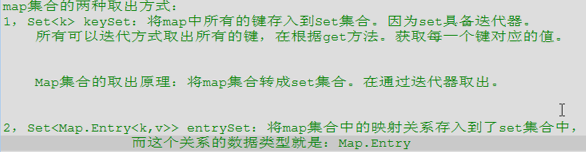 map集合的两种取出方式:
1，Set<k> keySet：将map中所有的键存入到set集合。因为set具备迭代器。
所有可以迭代方式取出所有的键，在根据get方法。获取每一个键对应的值。
Map集合的取出原理：将map集合转成set集合。在通过迭代器取出。
2，Set<Map.Entry<k,v>> entrySet：将map集合中的映射关系存入到了set集合中，
而这个关系的数据类型就是：Map.Entry